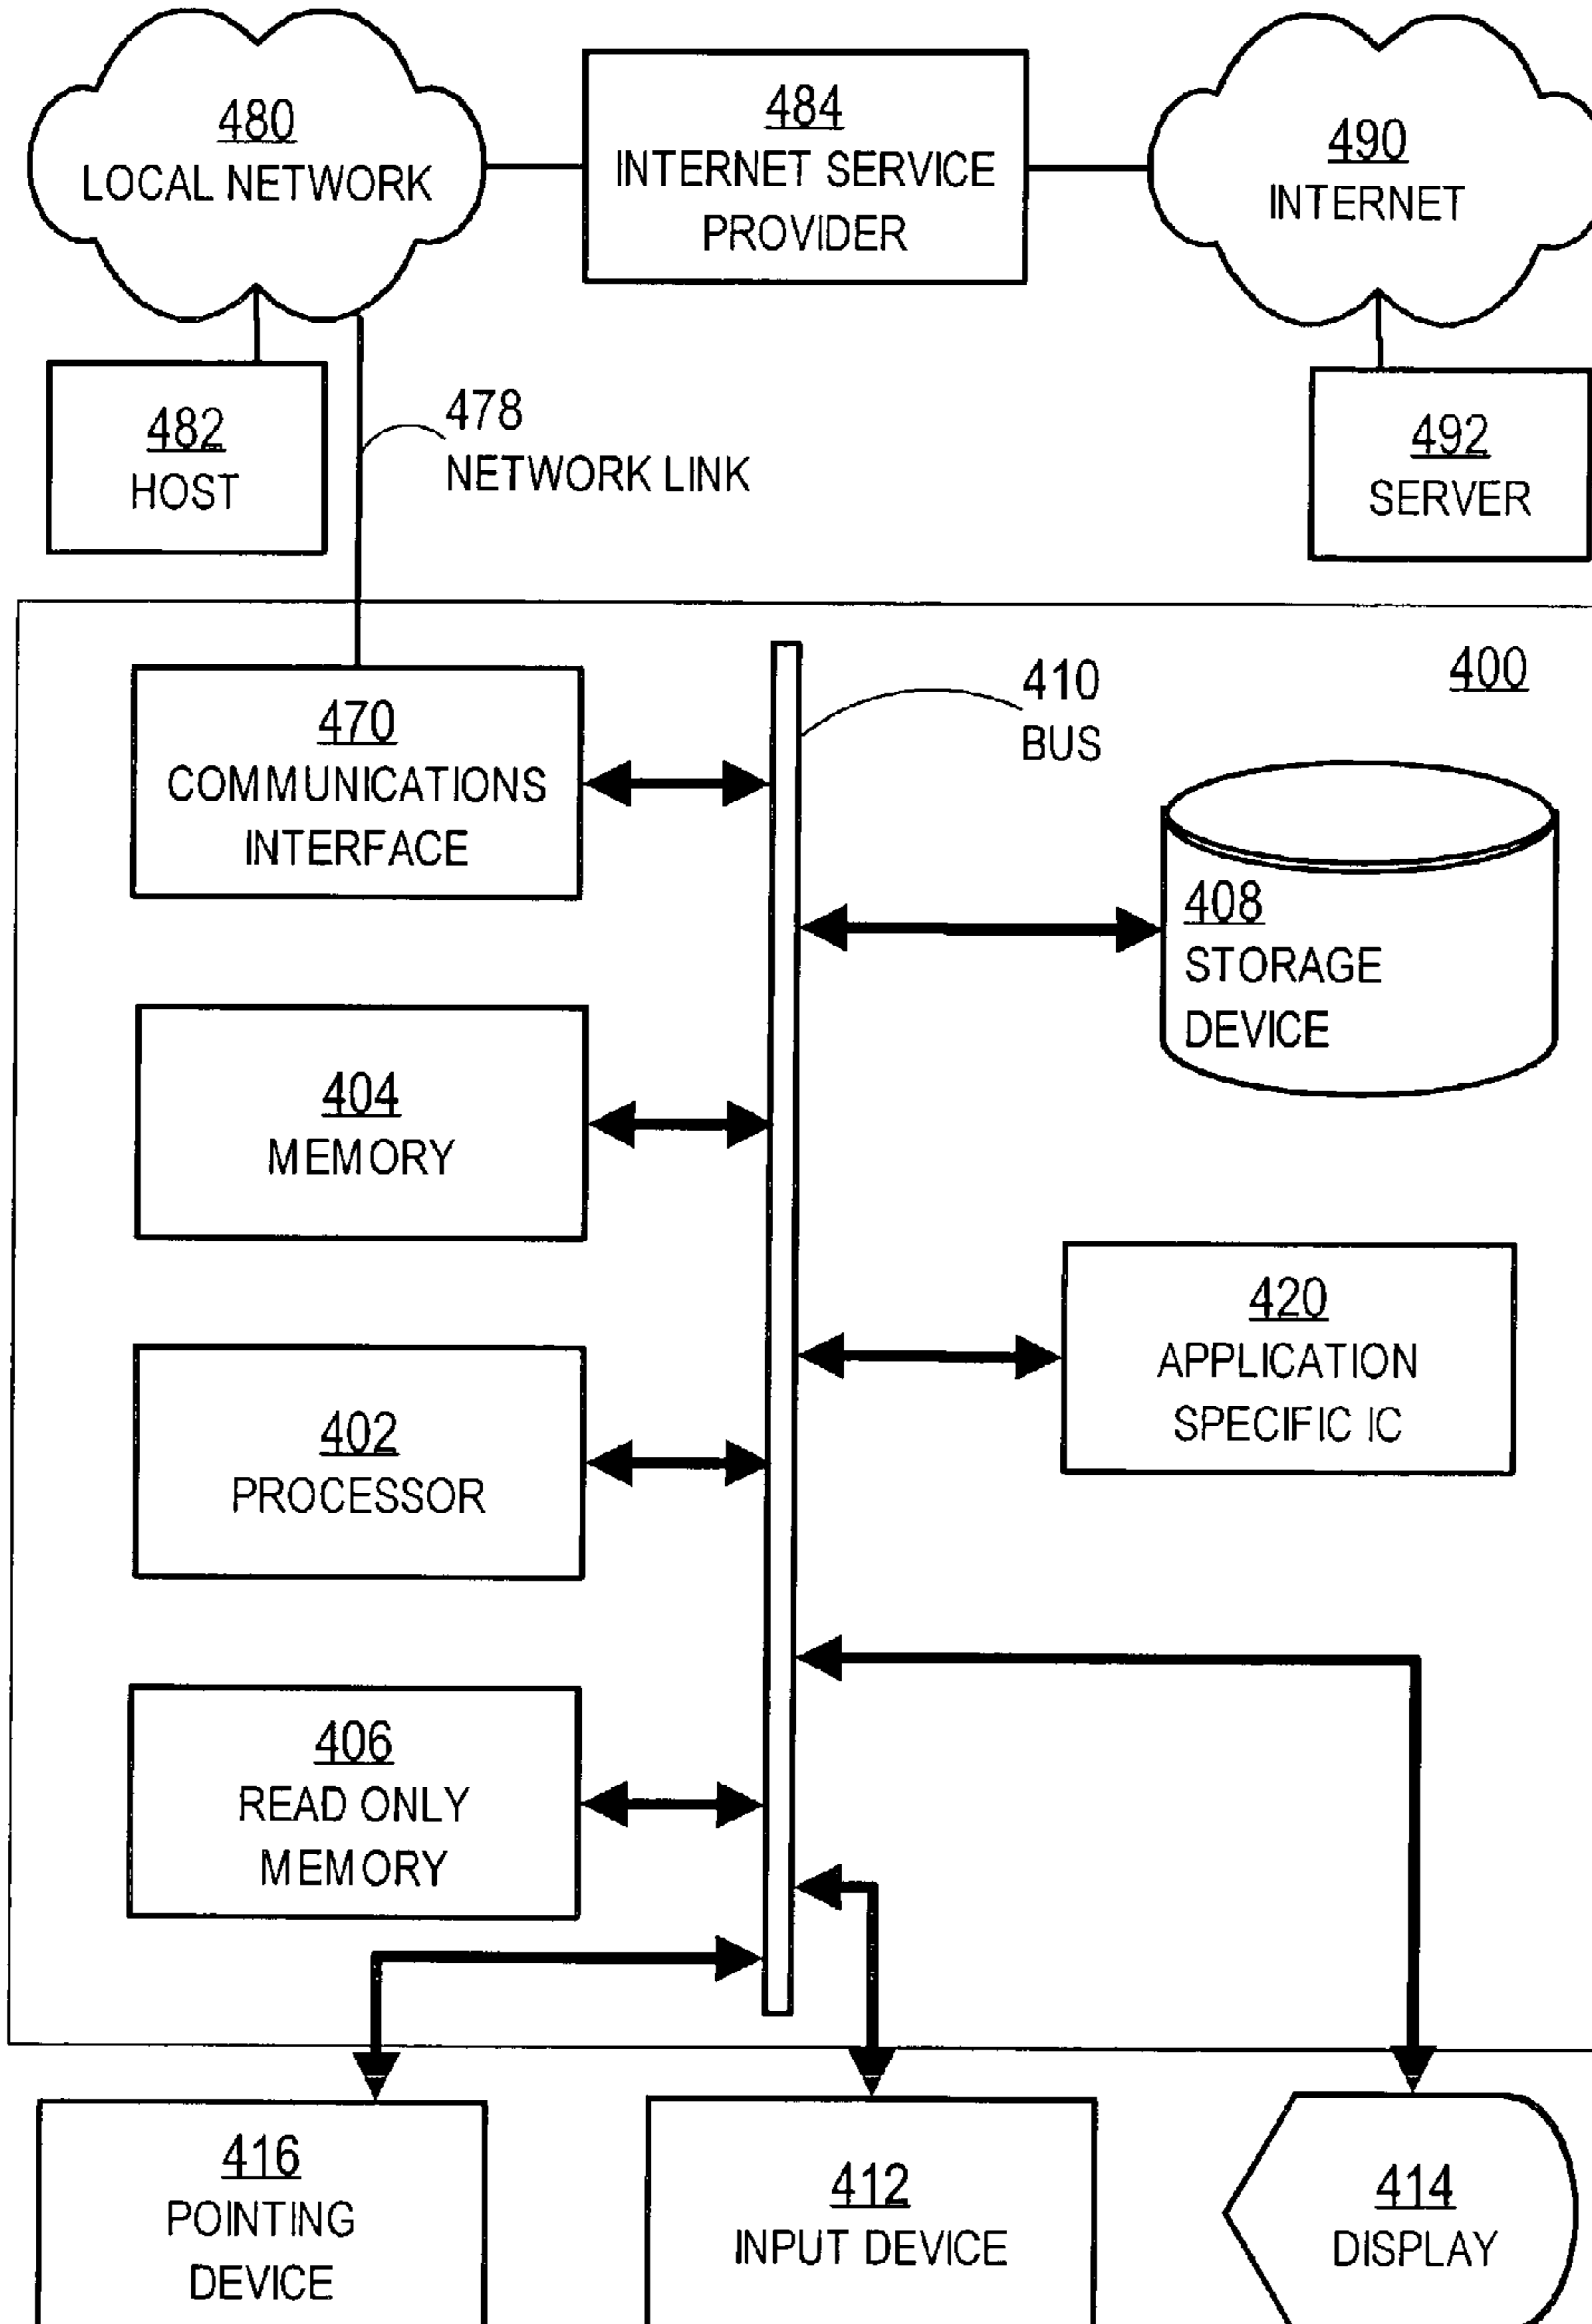 480
LOCAL NETWORK
484
INTERNET SERVICE
PROVIDER
490
INTERNET
482
HOST
478
NETWORK LINK
492
SERVER
400
470
COMMUNICATIONS
INTERFACE
410
BUS
408
STORAGE
DEVICE
404
MEMORY
420
APPLICATION
SPECIFIC IC
402
PROCESSOR
406
READ ONLY
MEMORY
416
POINTING
DEVICE
412
INPUT DEVICE
414
DISPLAY